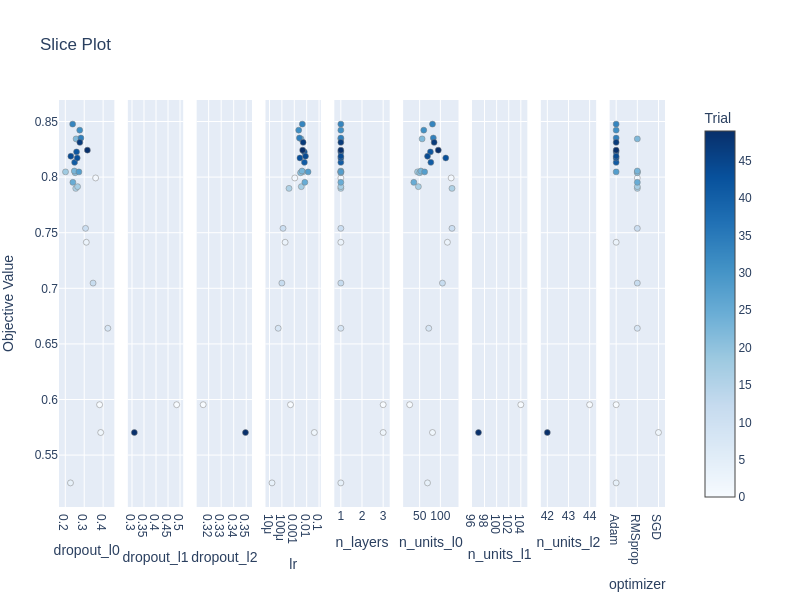 Slice Plot
Trial
Objective Value
0.85
0.8
0.75
0.7
0.65
0.6
0.55
0.2 0.3 0.4
0.3 0.35 0.4 0.45 0.5
0.32 0.33 0.34 0.35
10μ 100μ 0.001 0.01 0.1
1 2 3
50 100
96 98 100 102 104
42 43 44
Adam RMSprop SGD
dropout_l0
dropout_l1
dropout_l2
lr
n_layers
n_units_l0
n_units_l1
n_units_l2
optimizer
45
40
35
30
25
20
15
10
5
0